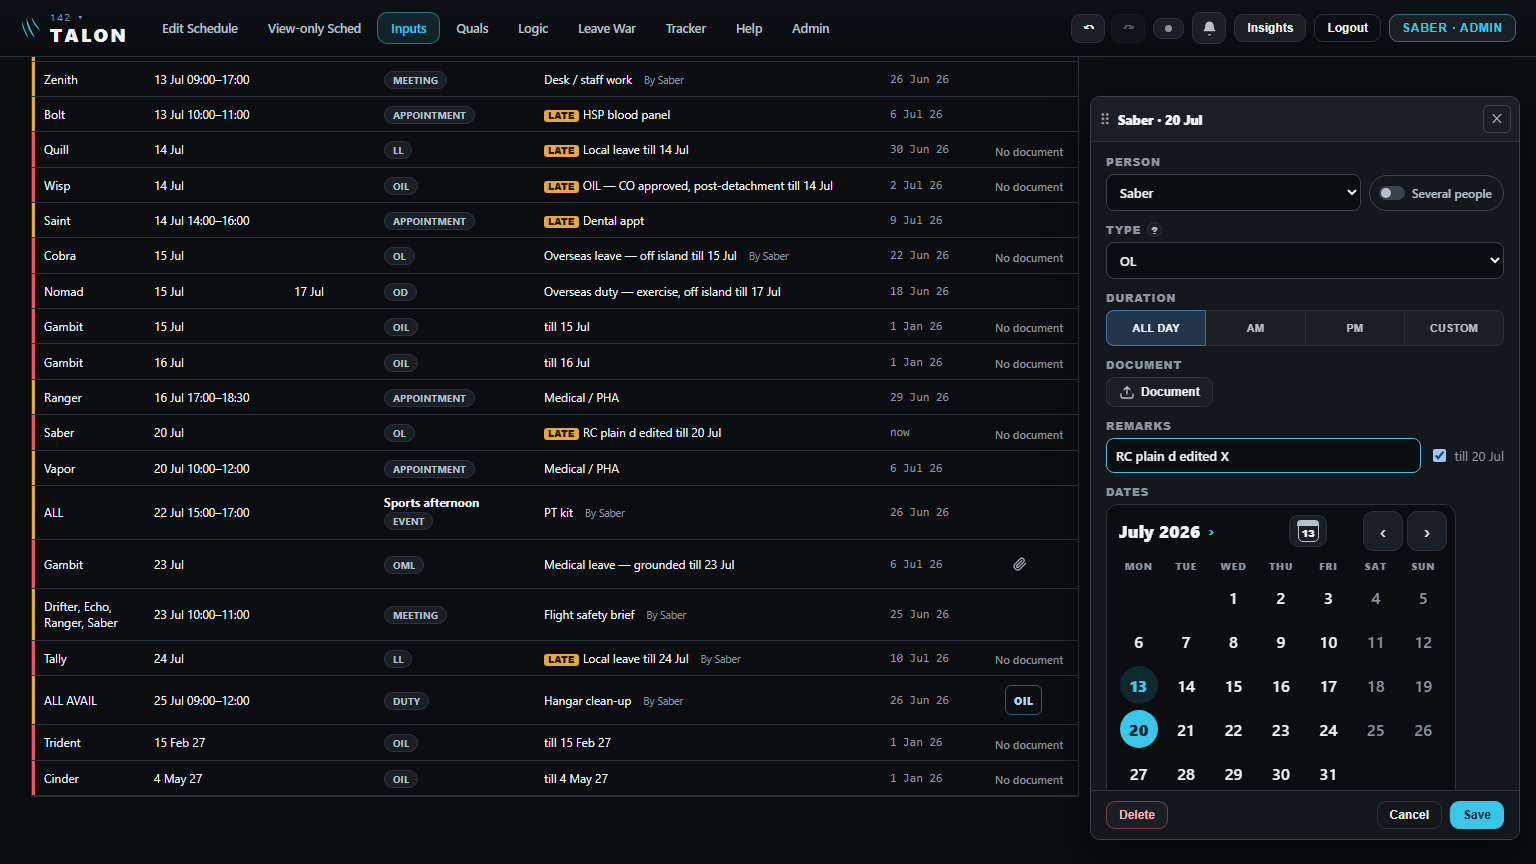 142
TALON
Edit Schedule
View-only Sched
Inputs
Quals
Logic
Leave War
Tracker
Help
Admin
Insights
Logout
SABER · ADMIN
Zenith 13 Jul 09:00–17:00 MEETING Desk / staff work By Saber 26 Jun 26
Bolt 13 Jul 10:00–11:00 APPOINTMENT LATE HSP blood panel 6 Jul 26
Quill 14 Jul LL LATE Local leave till 14 Jul 30 Jun 26 No document
Wisp 14 Jul OIL LATE OIL — CO approved, post-detachment till 14 Jul 2 Jul 26 No document
Saint 14 Jul 14:00–16:00 APPOINTMENT LATE Dental appt 9 Jul 26
Cobra 15 Jul OL Overseas leave — off island till 15 Jul By Saber 22 Jun 26 No document
Nomad 15 Jul 17 Jul OD Overseas duty — exercise, off island till 17 Jul 18 Jun 26
Gambit 15 Jul OIL till 15 Jul 1 Jan 26 No document
Gambit 16 Jul OIL till 16 Jul 1 Jan 26 No document
Ranger 16 Jul 17:00–18:30 APPOINTMENT Medical / PHA 29 Jun 26
Saber 20 Jul OL LATE RC plain d edited till 20 Jul now No document
Vapor 20 Jul 10:00–12:00 APPOINTMENT Medical / PHA 6 Jul 26
ALL 22 Jul 15:00–17:00 Sports afternoon EVENT PT kit By Saber 26 Jun 26
Gambit 23 Jul OML Medical leave — grounded till 23 Jul 6 Jul 26
Drifter, Echo,
Ranger, Saber 23 Jul 10:00–11:00 MEETING Flight safety brief By Saber 25 Jun 26
Tally 24 Jul LL LATE Local leave till 24 Jul By Saber 10 Jul 26 No document
ALL AVAIL 25 Jul 09:00–12:00 DUTY Hangar clean-up By Saber 26 Jun 26 OIL
Trident 15 Feb 27 OIL till 15 Feb 27 1 Jan 26 No document
Cinder 4 May 27 OIL till 4 May 27 1 Jan 26 No document
Saber · 20 Jul
PERSON
Saber
Several people
TYPE ?
OL
DURATION
ALL DAY AM PM CUSTOM
DOCUMENT
Document
REMARKS
RC plain d edited X
till 20 Jul
DATES
July 2026 ›
13
‹ ›
MON TUE WED THU FRI SAT SUN
1 2 3 4 5
6 7 8 9 10 11 12
13 14 15 16 17 18 19
20 21 22 23 24 25 26
27 28 29 30 31
Delete
Cancel
Save